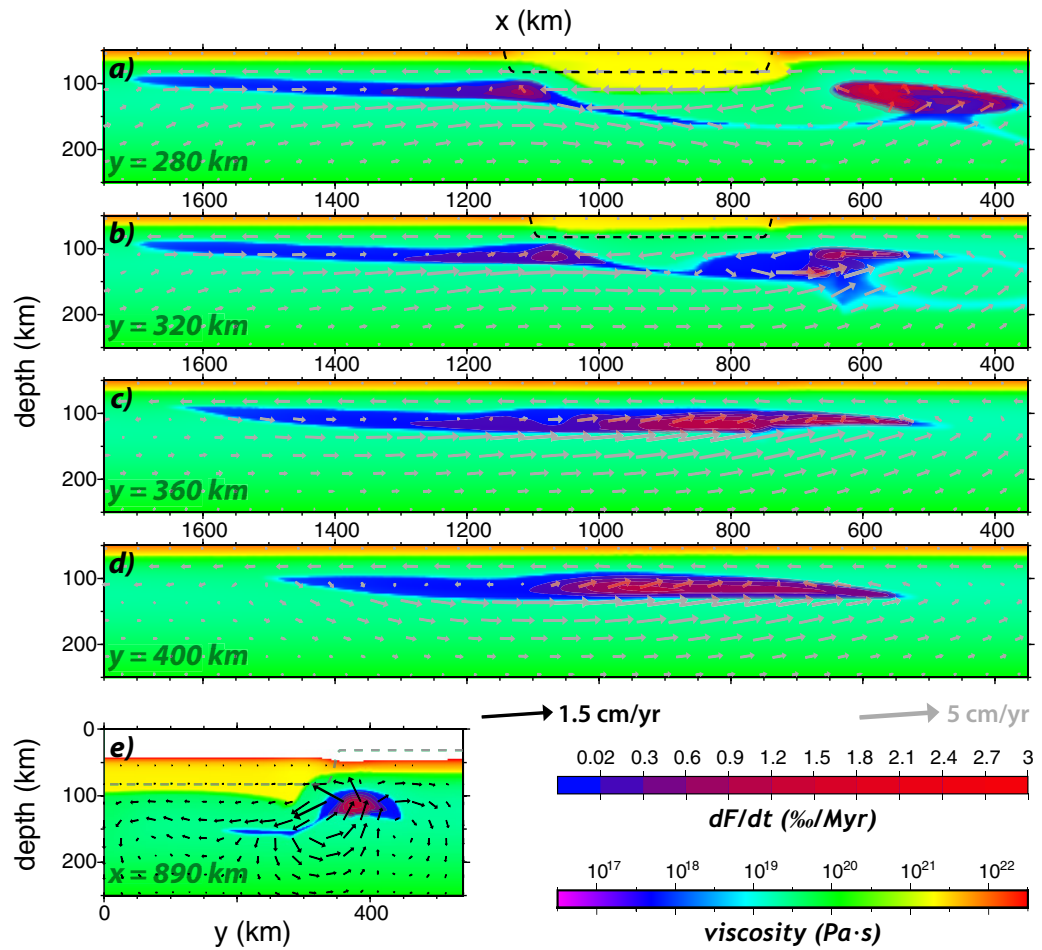 x (km)
a)
100
200
y = 280 km
1600 1400 1200 1000 800 600 400
b)
100
200
y = 320 km
1600 1400 1200 1000 800 600 400
depth (km)
c)
100
200
y = 360 km
1600 1400 1200 1000 800 600 400
d)
100
200
y = 400 km
1.5 cm/yr 5 cm/yr
e)
0
100
200
depth (km)
x = 890 km
0 400
y (km)
0.02 0.3 0.6 0.9 1.2 1.5 1.8 2.1 2.4 2.7 3
dF/dt (‰/Myr)
10¹⁷ 10¹⁸ 10¹⁹ 10²⁰ 10²¹ 10²²
viscosity (Pa·s)